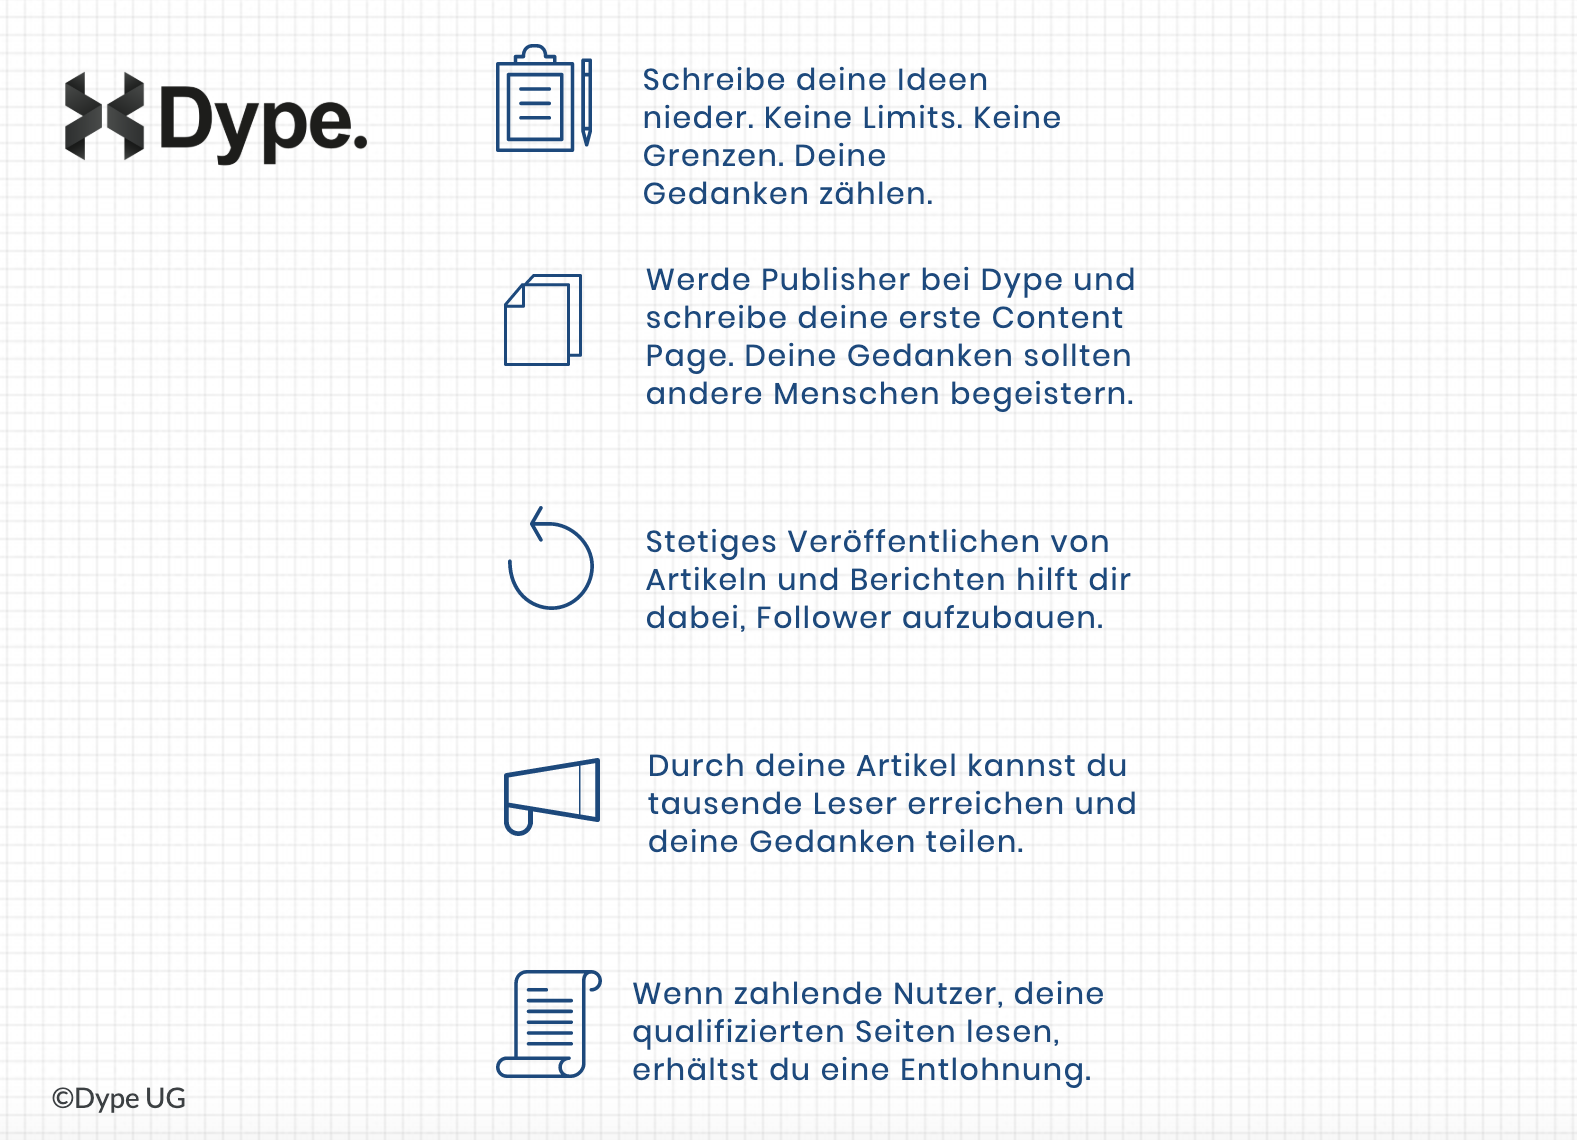 Dype.
Schreibe deine Ideen
nieder. Keine Limits. Keine
Grenzen. Deine
Gedanken zählen.
Werde Publisher bei Dype und
schreibe deine erste Content
Page. Deine Gedanken sollten
andere Menschen begeistern.
Stetiges Veröffentlichen von
Artikeln und Berichten hilft dir
dabei, Follower aufzubauen.
Durch deine Artikel kannst du
tausende Leser erreichen und
deine Gedanken teilen.
Wenn zahlende Nutzer, deine
qualifizierten Seiten lesen,
erhältst du eine Entlohnung.
©Dype UG